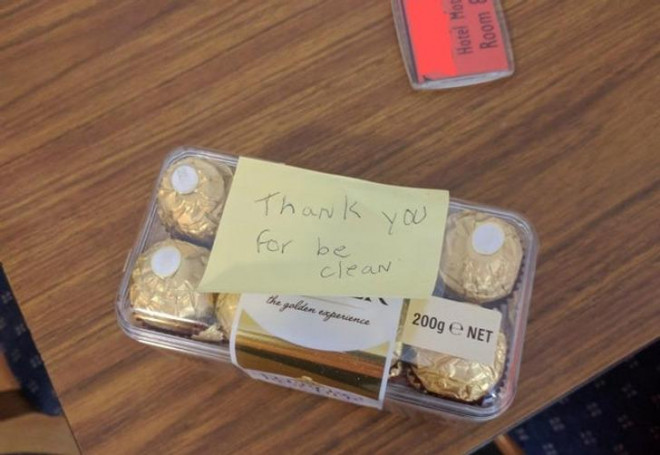 Hotel
Room
Thank you
for be
clean
the golden experience
200g ℮ NET